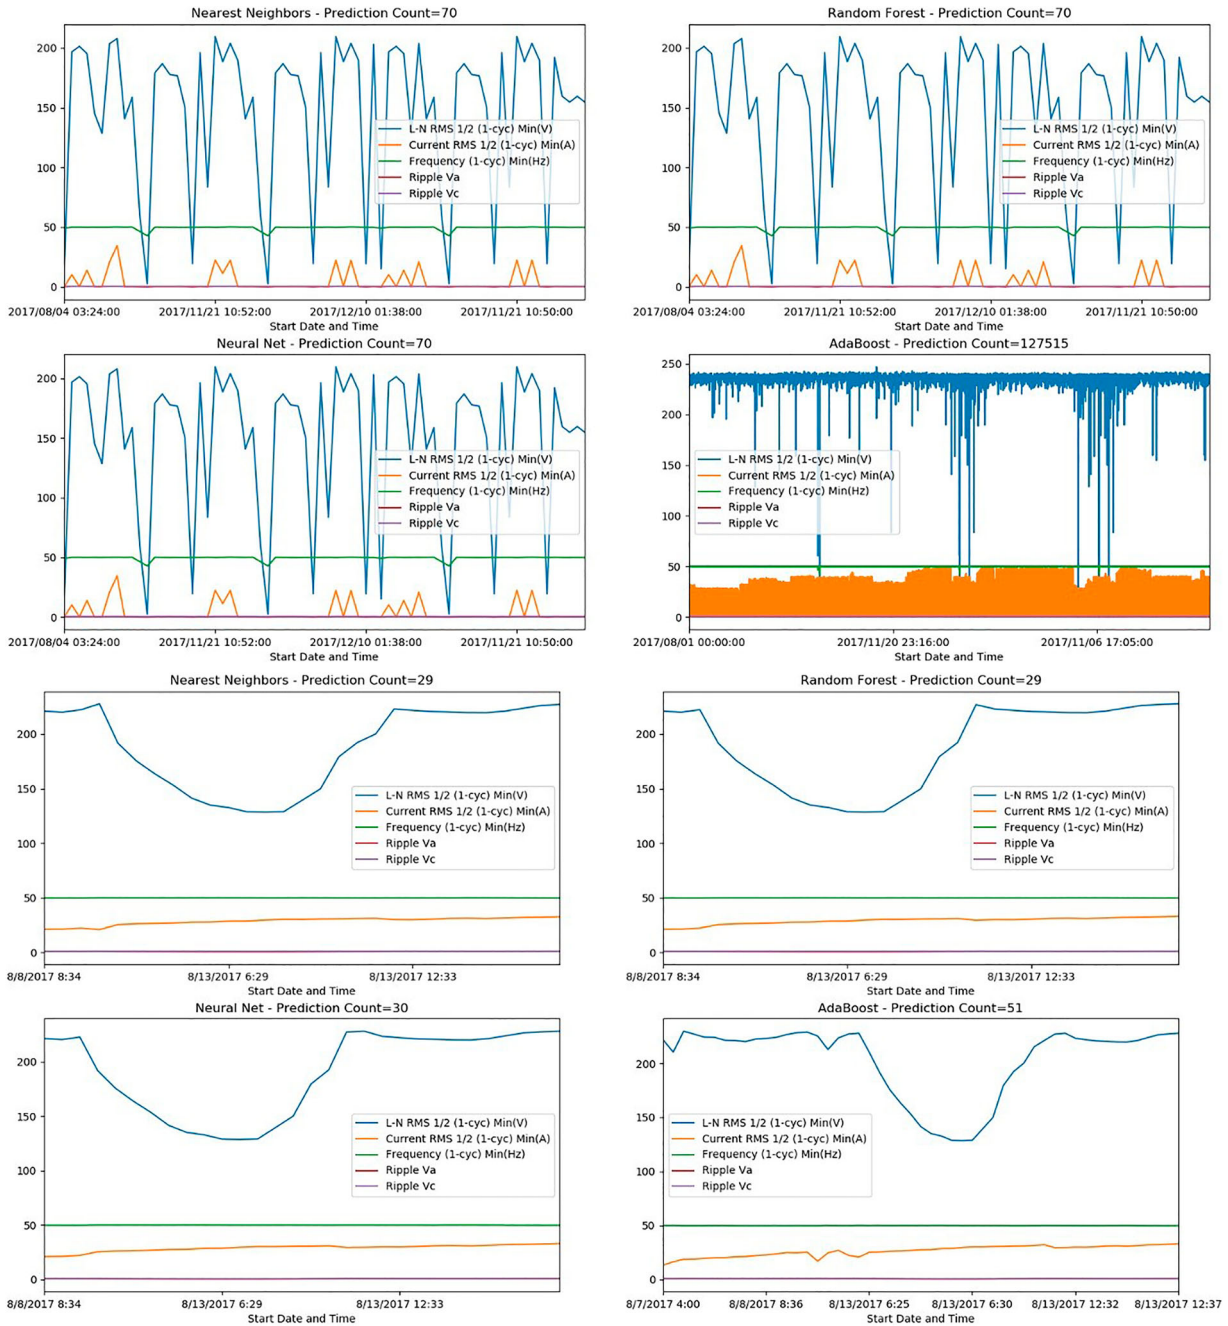 Nearest Neighbors - Prediction Count=70
200
150
100
50
0
L-N RMS 1/2 (1-cyc) Min(V)
Current RMS 1/2 (1-cyc) Min(A)
Frequency (1-cyc) Min(Hz)
Ripple Va
Ripple Vc
2017/08/04 03:24:00 2017/11/21 10:52:00 2017/12/10 01:38:00 2017/11/21 10:50:00
Start Date and Time
Random Forest - Prediction Count=70
200
150
100
50
0
L-N RMS 1/2 (1-cyc) Min(V)
Current RMS 1/2 (1-cyc) Min(A)
Frequency (1-cyc) Min(Hz)
Ripple Va
Ripple Vc
2017/08/04 03:24:00 2017/11/21 10:52:00 2017/12/10 01:38:00 2017/11/21 10:50:00
Start Date and Time
Neural Net - Prediction Count=70
200
150
100
50
0
L-N RMS 1/2 (1-cyc) Min(V)
Current RMS 1/2 (1-cyc) Min(A)
Frequency (1-cyc) Min(Hz)
Ripple Va
Ripple Vc
2017/08/04 03:24:00 2017/11/21 10:52:00 2017/12/10 01:38:00 2017/11/21 10:50:00
Start Date and Time
AdaBoost - Prediction Count=127515
250
200
150
100
50
0
L-N RMS 1/2 (1-cyc) Min(V)
Current RMS 1/2 (1-cyc) Min(A)
Frequency (1-cyc) Min(Hz)
Ripple Va
Ripple Vc
2017/08/01 00:00:00 2017/11/20 23:16:00 2017/11/06 17:05:00
Start Date and Time
Nearest Neighbors - Prediction Count=29
200
150
100
50
0
L-N RMS 1/2 (1-cyc) Min(V)
Current RMS 1/2 (1-cyc) Min(A)
Frequency (1-cyc) Min(Hz)
Ripple Va
Ripple Vc
8/8/2017 8:34 8/13/2017 6:29 8/13/2017 12:33
Start Date and Time
Random Forest - Prediction Count=29
200
150
100
50
0
L-N RMS 1/2 (1-cyc) Min(V)
Current RMS 1/2 (1-cyc) Min(A)
Frequency (1-cyc) Min(Hz)
Ripple Va
Ripple Vc
8/8/2017 8:34 8/13/2017 6:29 8/13/2017 12:33
Start Date and Time
Neural Net - Prediction Count=30
200
150
100
50
0
L-N RMS 1/2 (1-cyc) Min(V)
Current RMS 1/2 (1-cyc) Min(A)
Frequency (1-cyc) Min(Hz)
Ripple Va
Ripple Vc
8/8/2017 8:34 8/13/2017 6:29 8/13/2017 12:33
Start Date and Time
AdaBoost - Prediction Count=51
200
150
100
50
0
L-N RMS 1/2 (1-cyc) Min(V)
Current RMS 1/2 (1-cyc) Min(A)
Frequency (1-cyc) Min(Hz)
Ripple Va
Ripple Vc
8/7/2017 4:00 8/8/2017 8:36 8/13/2017 6:25 8/13/2017 6:30 8/13/2017 12:32 8/13/2017 12:37
Start Date and Time